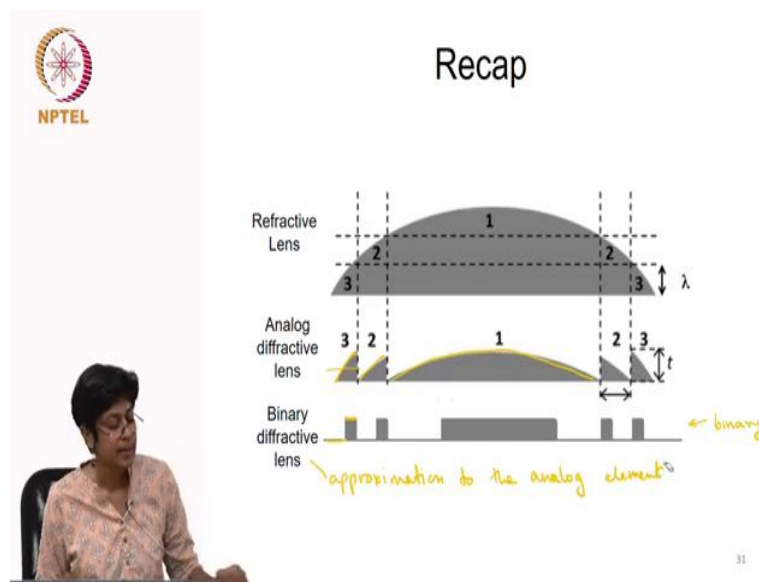 NPTEL
Recap
Refractive
Lens
1
2
2
3
3
λ
Analog
diffractive
lens
3
2
1
2
3
t
Binary
diffractive
lens
← binary
approximation to the analog element
31